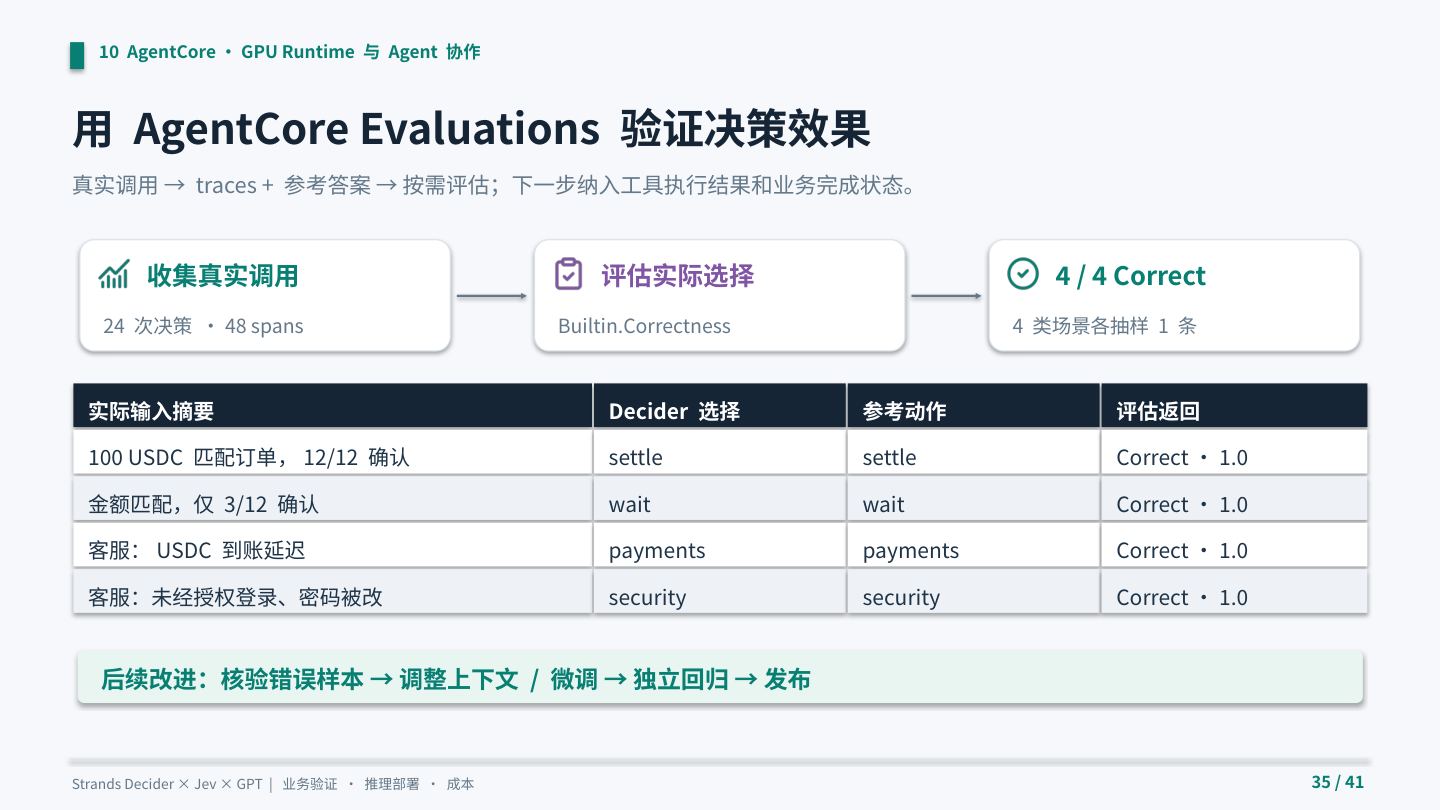 10 AgentCore · GPU Runtime 与 Agent 协作
用 AgentCore Evaluations 验证决策效果
真实调用 → traces + 参考答案 → 按需评估；下一步纳入工具执行结果和业务完成状态。
收集真实调用
24 次决策 · 48 spans
评估实际选择
Builtin.Correctness
4 / 4 Correct
4 类场景各抽样 1 条
实际输入摘要 Decider 选择 参考动作 评估返回
100 USDC 匹配订单， 12/12 确认 settle settle Correct · 1.0
金额匹配，仅 3/12 确认 wait wait Correct · 1.0
客服： USDC 到账延迟 payments payments Correct · 1.0
客服：未经授权登录、密码被改 security security Correct · 1.0
后续改进：核验错误样本 → 调整上下文 / 微调 → 独立回归 → 发布
Strands Decider × Jev × GPT | 业务验证 · 推理部署 · 成本
35 / 41